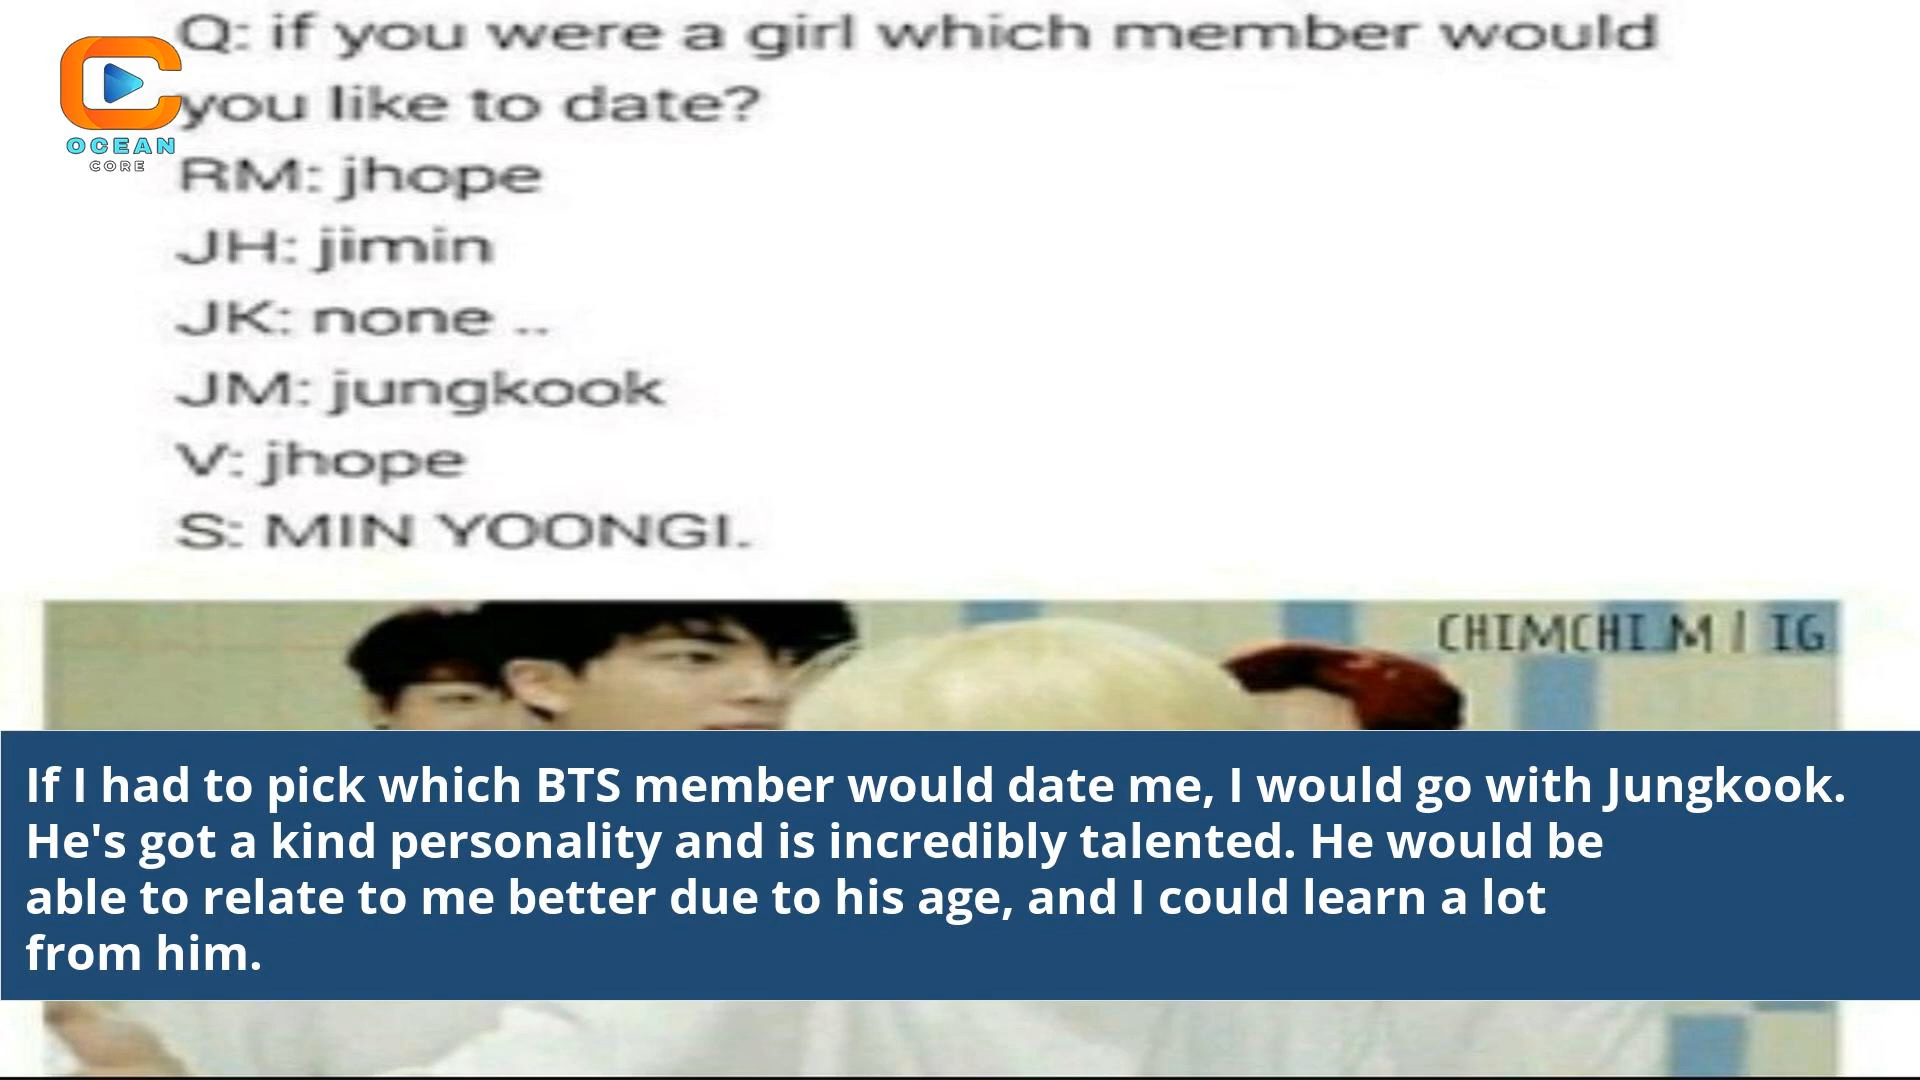 Q: if you were a girl which member would
you like to date?
OCEAN
CORE
RM: jhope
JH: jimin
JK: none ..
JM: jungkook
V: jhope
S: MIN YOONGI.
CHIMCHI.M | IG
If I had to pick which BTS member would date me, I would go with Jungkook.
He's got a kind personality and is incredibly talented. He would be
able to relate to me better due to his age, and I could learn a lot
from him.